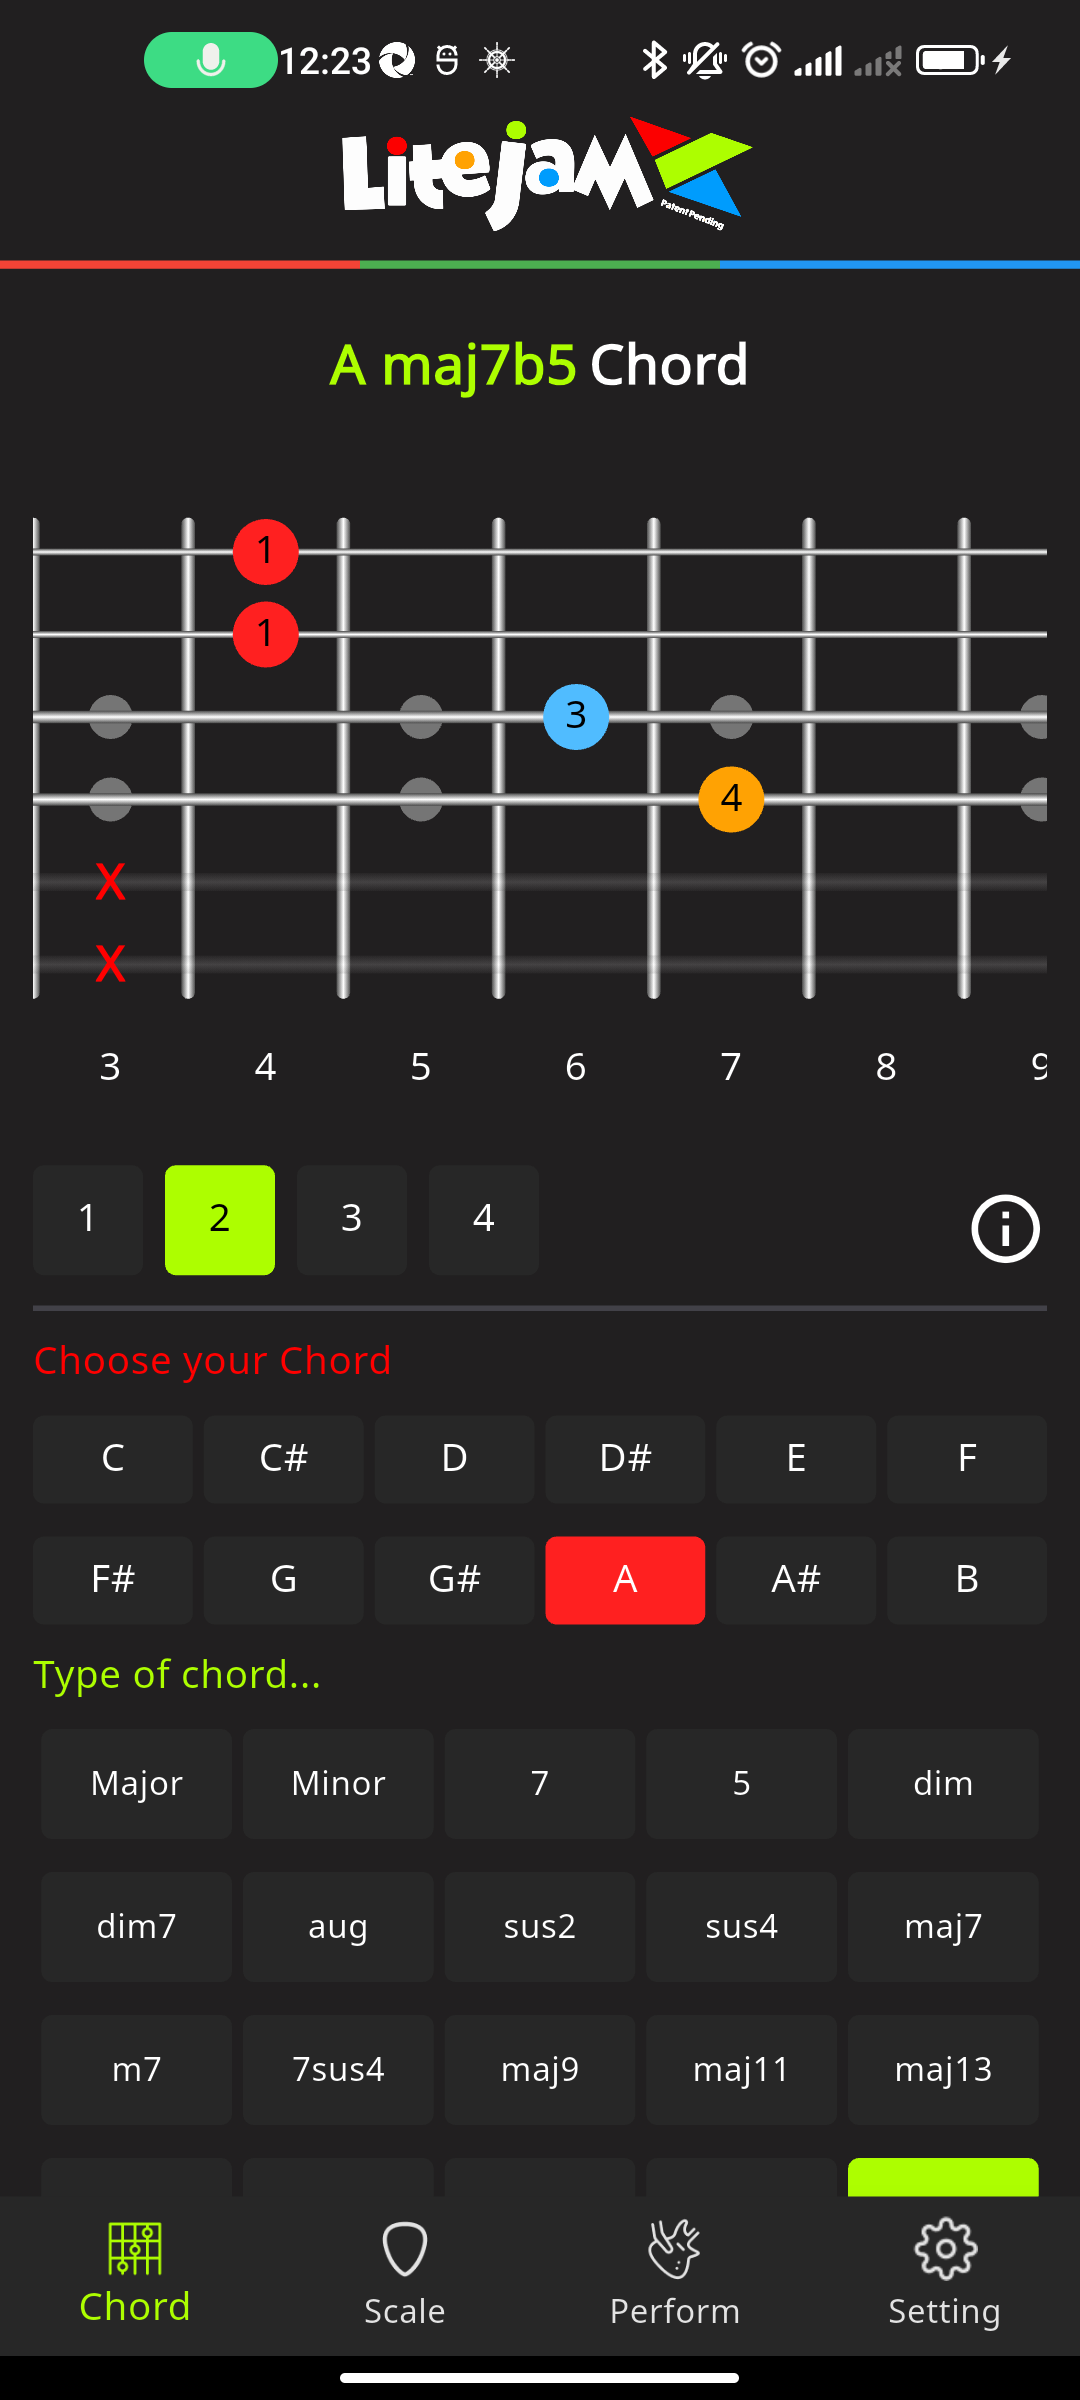 12:23
Litejam
Patent Pending
A maj7b5 Chord
1
1
3
4
X
X
3 4 5 6 7 8 9
1 2 3 4
Choose your Chord
C C# D D# E F
F# G G# A A# B
Type of chord...
Major Minor 7 5 dim
dim7 aug sus2 sus4 maj7
m7 7sus4 maj9 maj11 maj13
Chord Scale Perform Setting